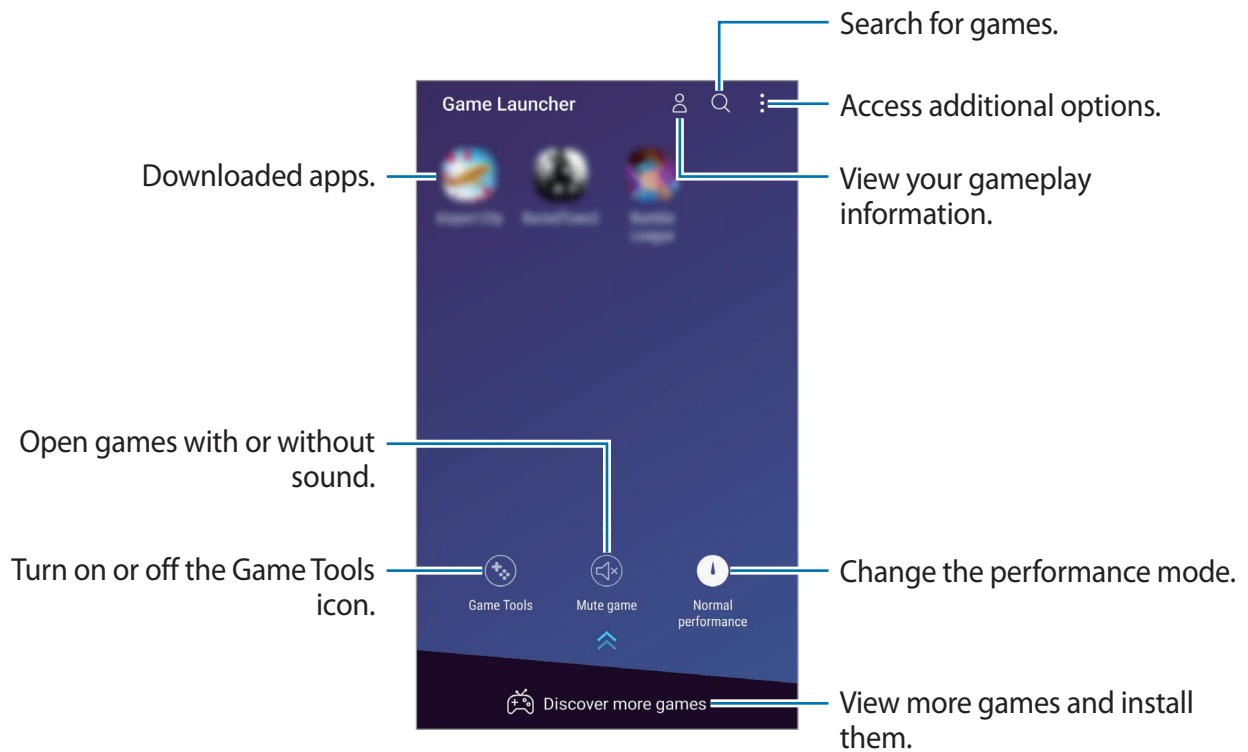 Search for games.
Game Launcher
Access additional options.
Downloaded apps.
View your gameplay
information.
Open games with or without
sound.
Turn on or off the Game Tools
icon.
Game Tools
Mute game
Normal
performance
Change the performance mode.
Discover more games
View more games and install
them.